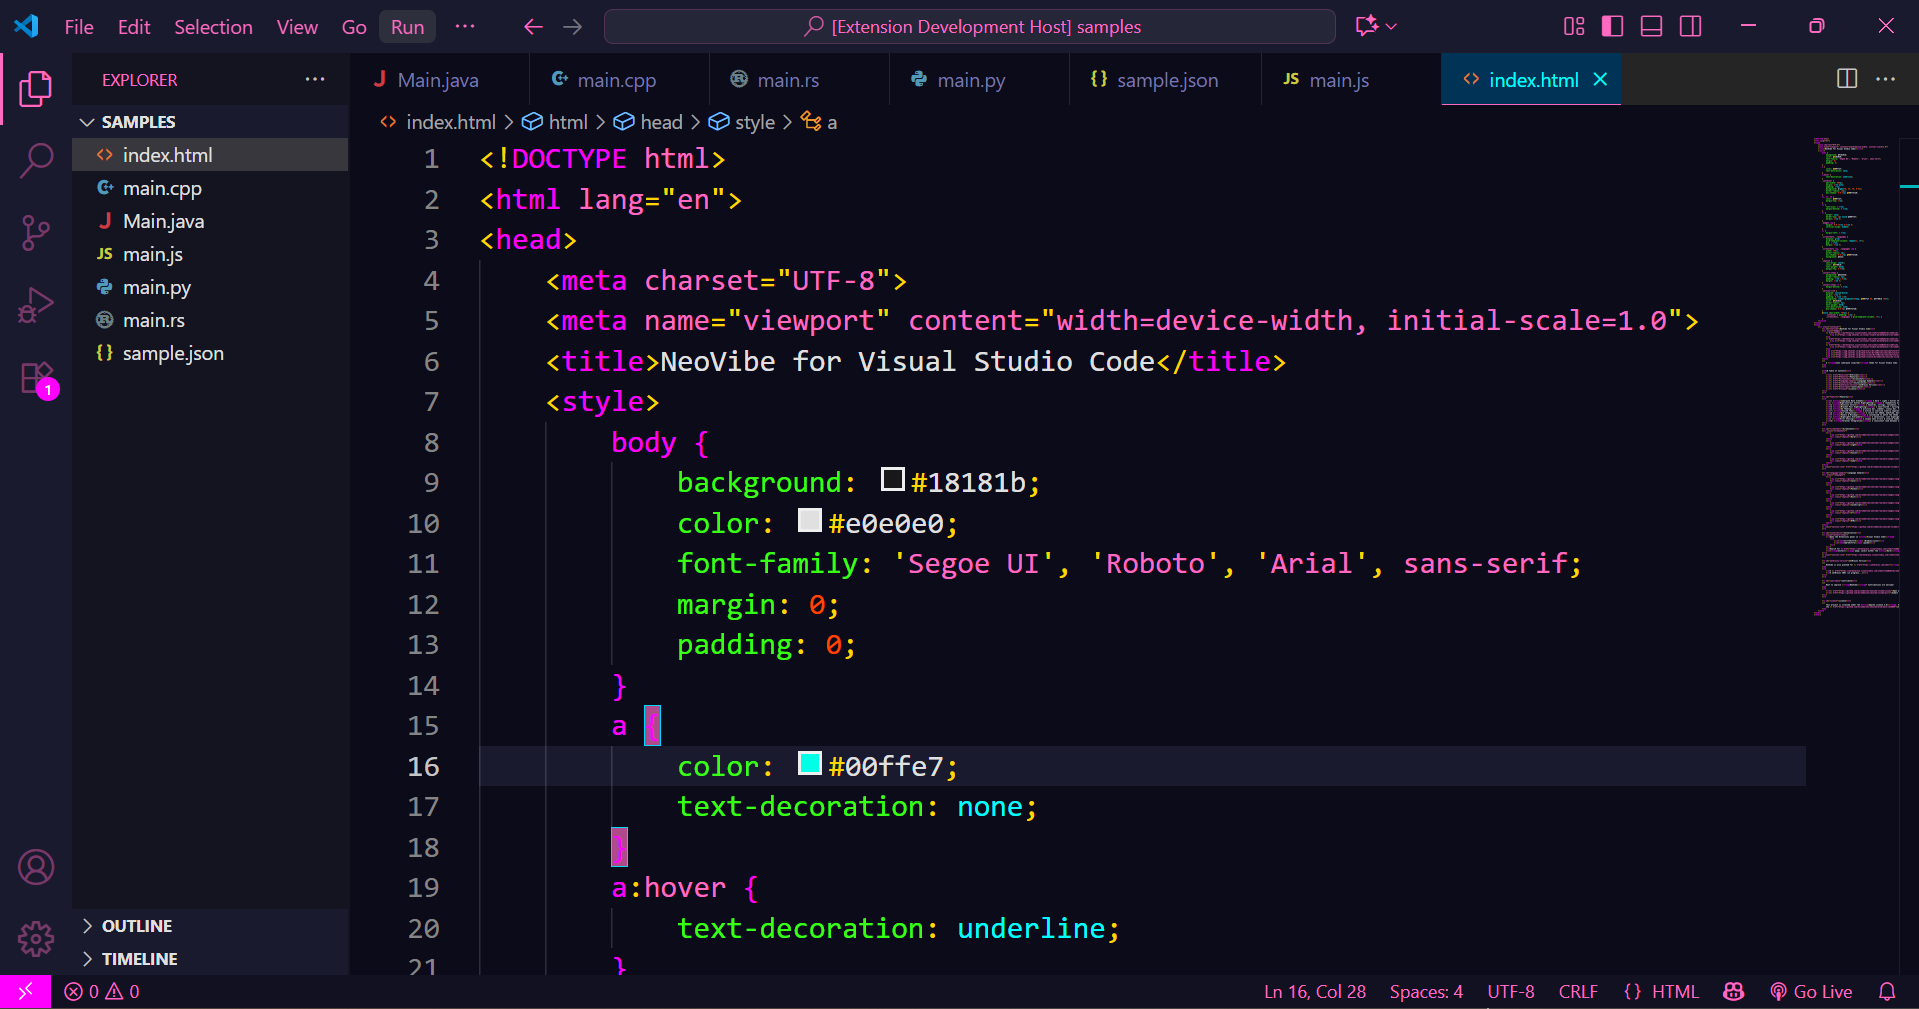 File Edit Selection View Go Run ··· [Extension Development Host] samples
EXPLORER ···
Main.java main.cpp main.rs main.py {} sample.json JS main.js <> index.html
SAMPLES
<> index.html
main.cpp
J Main.java
JS main.js
main.py
main.rs
{} sample.json
1
OUTLINE
TIMELINE
<> index.html > html > head > style > a
1 <!DOCTYPE html>
2 <html lang="en">
3 <head>
4 <meta charset="UTF-8">
5 <meta name="viewport" content="width=device-width, initial-scale=1.0">
6 <title>NeoVibe for Visual Studio Code</title>
7 <style>
8 body {
9 background: #18181b;
10 color: #e0e0e0;
11 font-family: 'Segoe UI', 'Roboto', 'Arial', sans-serif;
12 margin: 0;
13 padding: 0;
14 }
15 a {
16 color: #00ffe7;
17 text-decoration: none;
18 }
19 a:hover {
20 text-decoration: underline;
21 }
0 0 Ln 16, Col 28 Spaces: 4 UTF-8 CRLF {} HTML Go Live